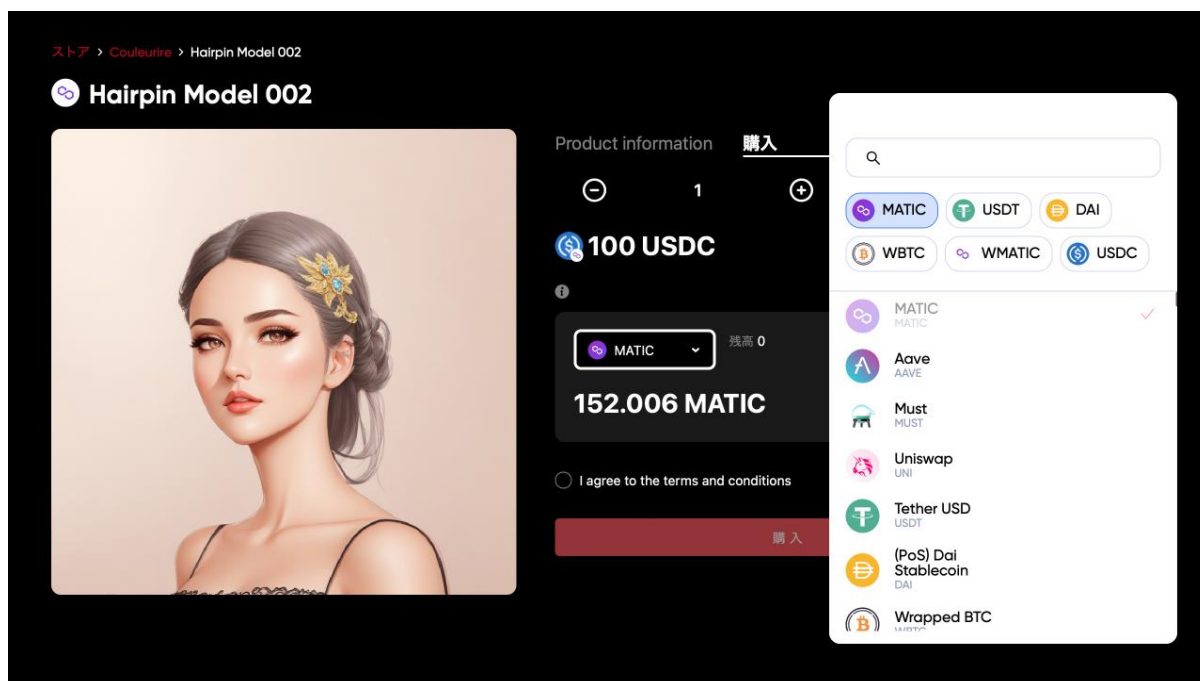 ストア > Couleurire > Hairpin Model 002
Hairpin Model 002
Product information 購入
1
100 USDC
MATIC 残高 0
152.006 MATIC
I agree to the terms and conditions
購入
MATIC USDT DAI
WBTC WMATIC USDC
MATIC
MATIC
Aave
AAVE
Must
MUST
Uniswap
UNI
Tether USD
USDT
(PoS) Dai
Stablecoin
DAI
Wrapped BTC
WBTC